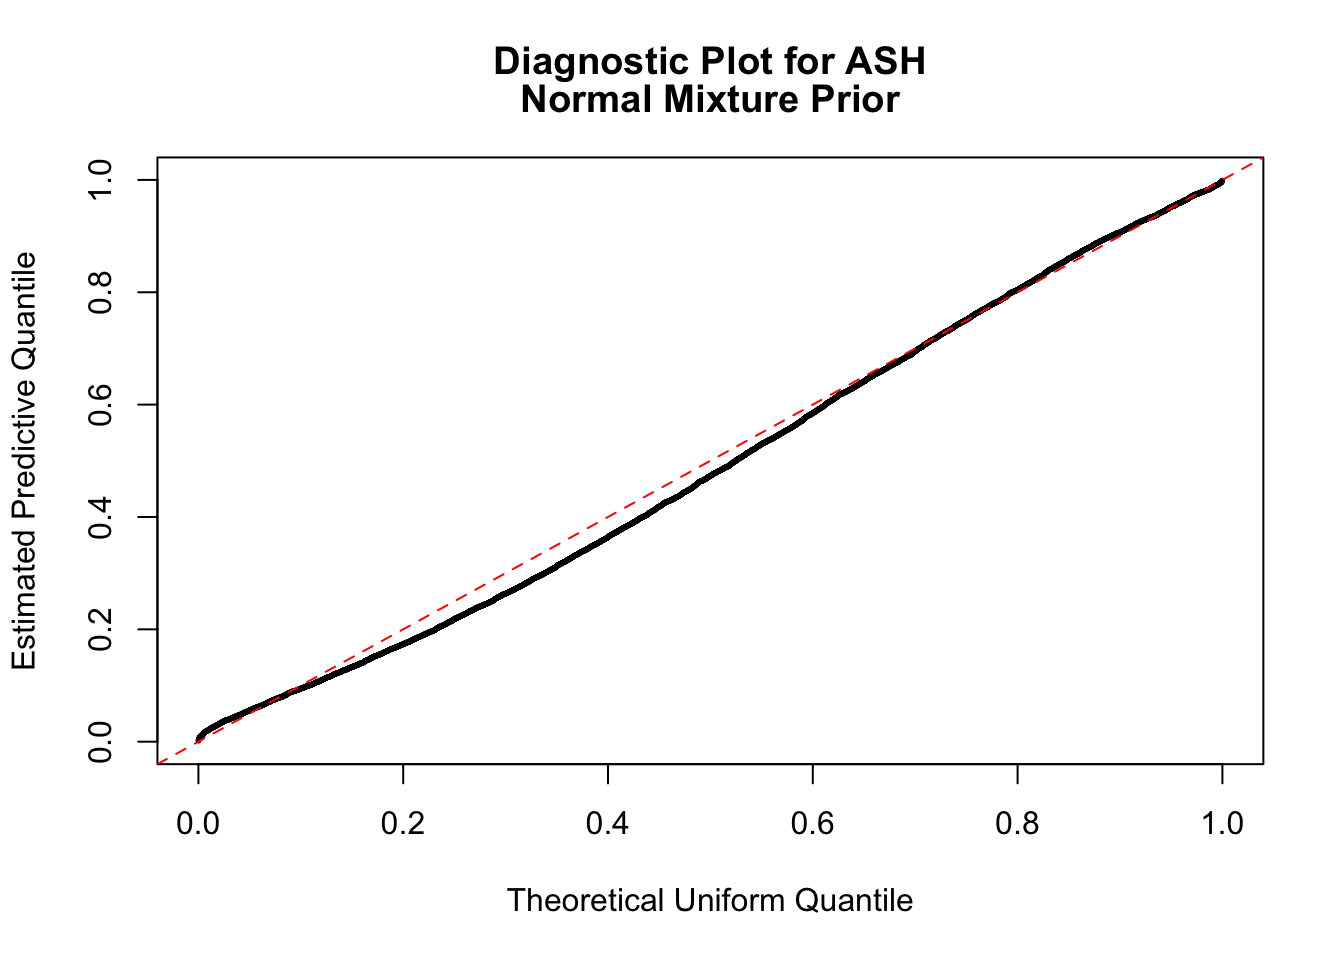 Diagnostic Plot for ASH
Normal Mixture Prior
Estimated Predictive Quantile
1.0
0.8
0.6
0.4
0.2
0.0
0.0 0.2 0.4 0.6 0.8 1.0
Theoretical Uniform Quantile